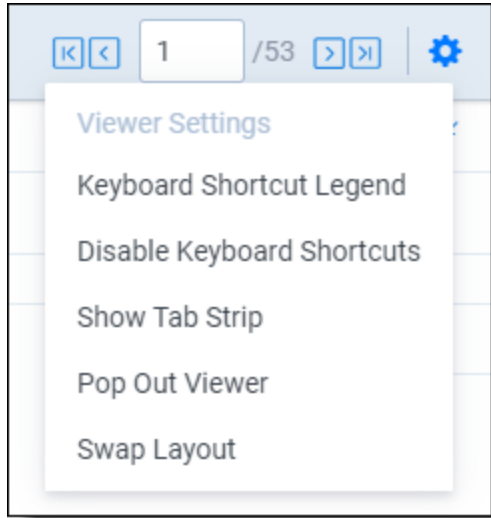 1 /53
Viewer Settings
Keyboard Shortcut Legend
Disable Keyboard Shortcuts
Show Tab Strip
Pop Out Viewer
Swap Layout